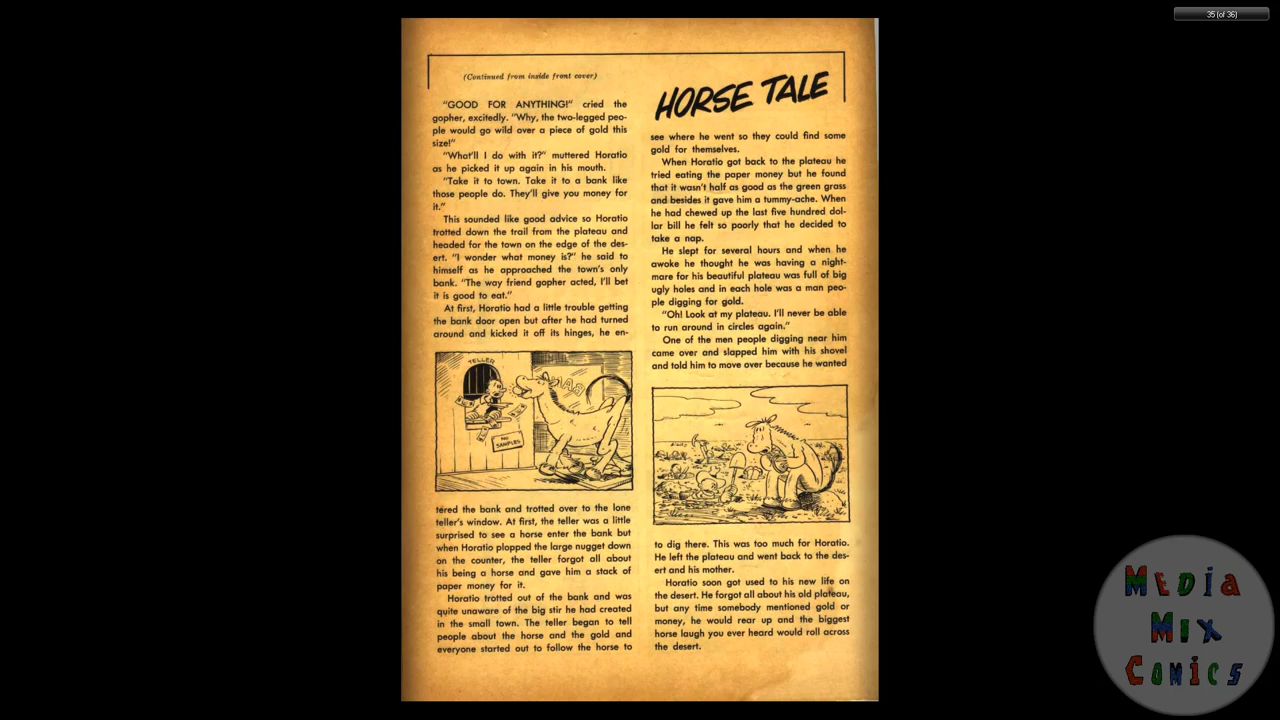 35 (of 36)
(Continued from inside front cover)
"GOOD FOR ANYTHING!" cried the
gopher, excitedly. "Why, the two-legged peo-
ple would go wild over a piece of gold this
size!"
"What'll I do with it?" muttered Horatio
as he picked it up again in his mouth.
"Take it to town. Take it to a bank like
those people do. They'll give you money for
it."
This sounded like good advice so Horatio
trotted down the trail from the plateau and
headed for the town on the edge of the des-
ert. "I wonder what money is?" he said to
himself as he approached the town's only
bank. "The way friend gopher acted, I'll bet
it is good to eat."
At first, Horatio had a little trouble getting
the bank door open but after he had turned
around and kicked it off its hinges, he en-
TELLER
NO
SAMPLES
tered the bank and trotted over to the lone
teller's window. At first, the teller was a little
surprised to see a horse enter the bank but
when Horatio plopped the large nugget down
on the counter, the teller forgot all about
his being a horse and gave him a stack of
paper money for it.
Horatio trotted out of the bank and was
quite unaware of the big stir he had created
in the small town. The teller began to tell
people about the horse and the gold and
everyone started out to follow the horse to
HORSE TALE
see where he went so they could find some
gold for themselves.
When Horatio got back to the plateau he
tried eating the paper money but he found
that it wasn't half as good as the green grass
and besides it gave him a tummy-ache. When
he had chewed up the last five hundred dol-
lar bill he felt so poorly that he decided to
take a nap.
He slept for several hours and when he
awoke he thought he was having a night-
mare for his beautiful plateau was full of big
ugly holes and in each hole was a man peo-
ple digging for gold.
"Oh! Look at my plateau. I'll never be able
to run around in circles again."
One of the men people digging near him
came over and slapped him with his shovel
and told him to move over because he wanted
to dig there. This was too much for Horatio.
He left the plateau and went back to the des-
ert and his mother.
Horatio soon got used to his new life on
the desert. He forgot all about his old plateau,
but any time somebody mentioned gold or
money, he would rear up and the biggest
horse laugh you ever heard would roll across
the desert.
MEDIA
MIX
COMICS